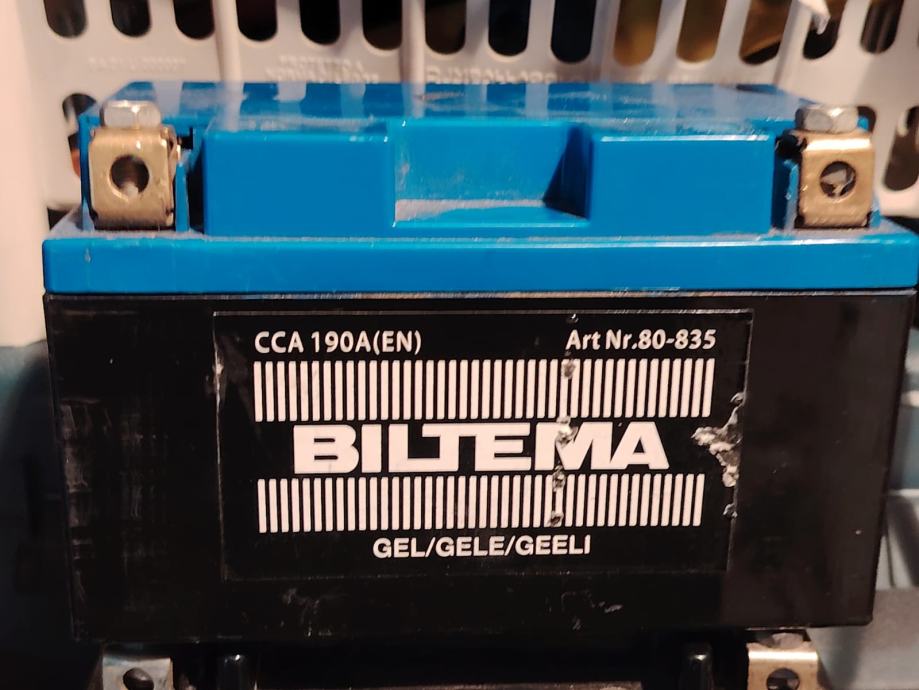 CCA 190A(EN) Art Nr.80-835
BILTEMA
GEL/GELE/GEELI